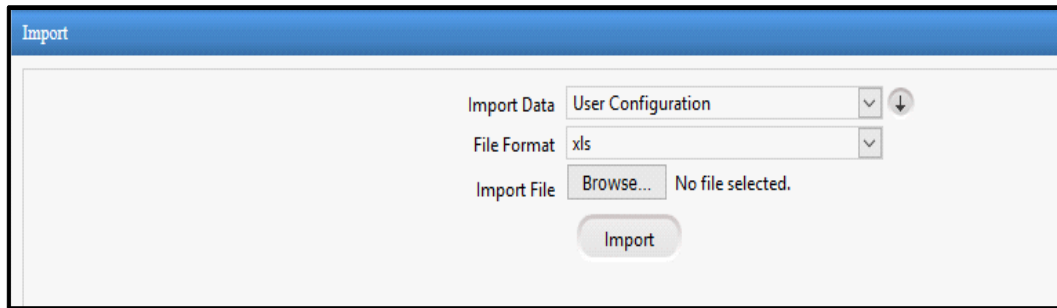 Import
Import Data User Configuration
File Format xls
Import File Browse... No file selected.
Import